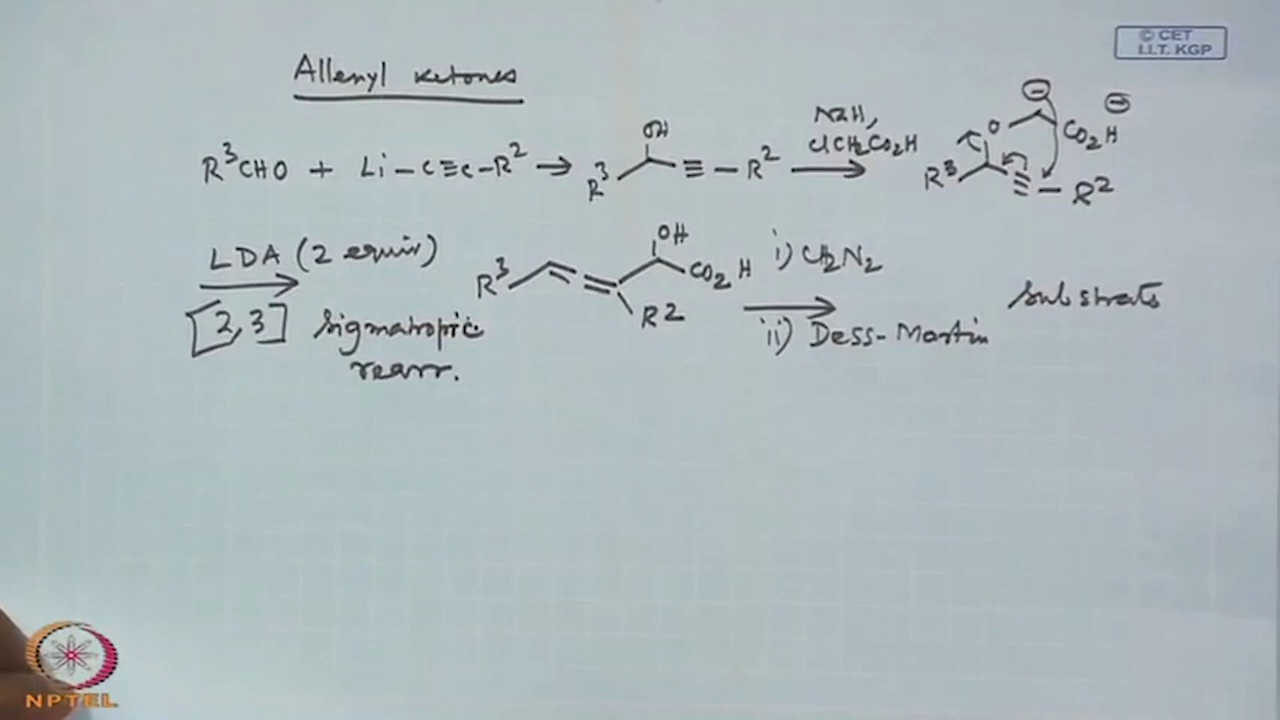 © CET
I.I.T. KGP
Allenyl ketones
R³CHO + Li-C≡C-R² → R³ OH ≡-R² NaH, ClCH₂CO₂H → R³ O ⊖ CO₂H ⊖ ≡-R²
LDA (2 equiv) R³ OH CO₂H R2 i) CH₂N₂
[2,3] Sigmatropic rearr. ii) Dess-Martin substrate
NPTEL